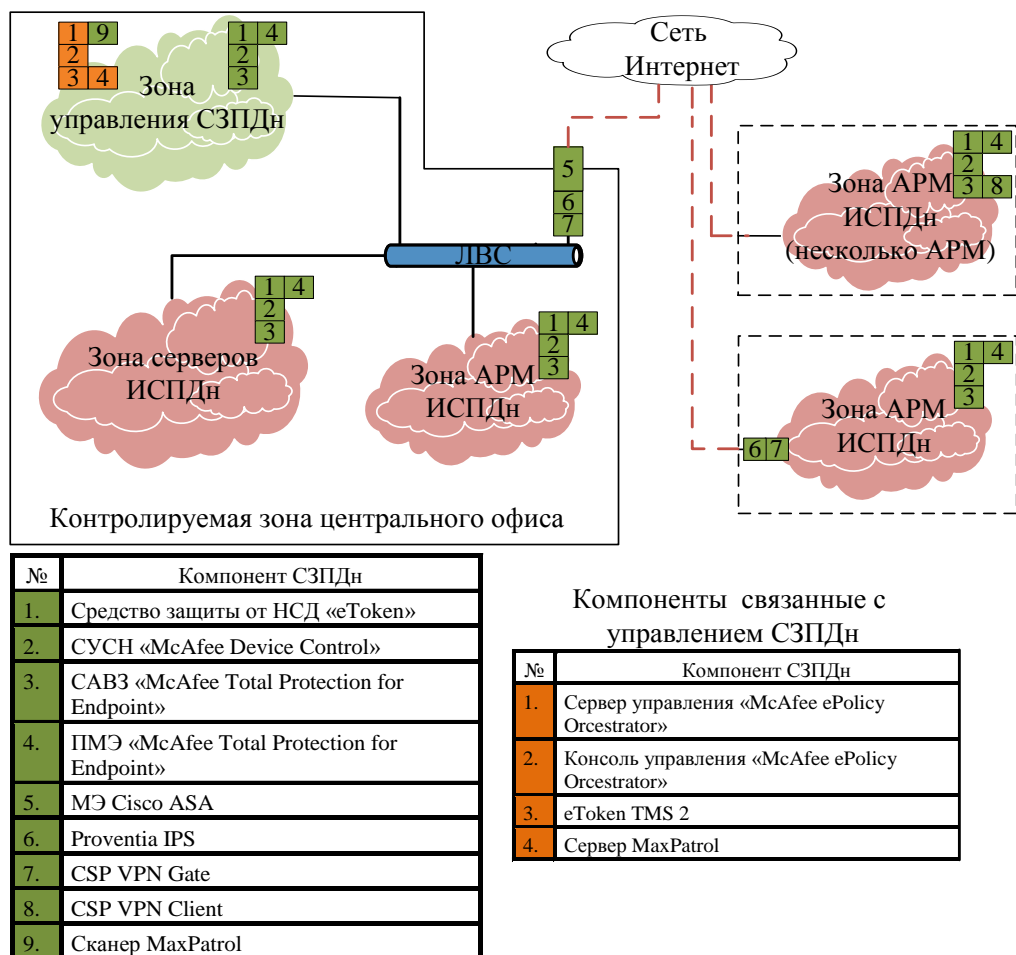 1 9
2
3 4
1 4
2
3
Зона
управления СЗПДн
Сеть
Интернет
5
6
7
ЛВС
1 4
2
3 8
Зона АРМ
ИСПДн
(несколько АРМ)
1 4
2
3
Зона серверов
ИСПДн
1 4
2
3
Зона АРМ
ИСПДн
1 4
2
3
Зона АРМ
ИСПДн
6 7
Контролируемая зона центрального офиса
№ Компонент СЗПДн
1. Средство защиты от НСД «eToken»
2. СУСН «McAfee Device Control»
3. САВЗ «McAfee Total Protection for
Endpoint»
4. ПМЭ «McAfee Total Protection for
Endpoint»
5. МЭ Cisco ASA
6. Proventia IPS
7. CSP VPN Gate
8. CSP VPN Client
9. Сканер MaxPatrol
Компоненты связанные с
управлением СЗПДн
№ Компонент СЗПДн
1. Сервер управления «McAfee ePolicy
Orcestrator»
2. Консоль управления «McAfee ePolicy
Orcestrator»
3. eToken TMS 2
4. Сервер MaxPatrol